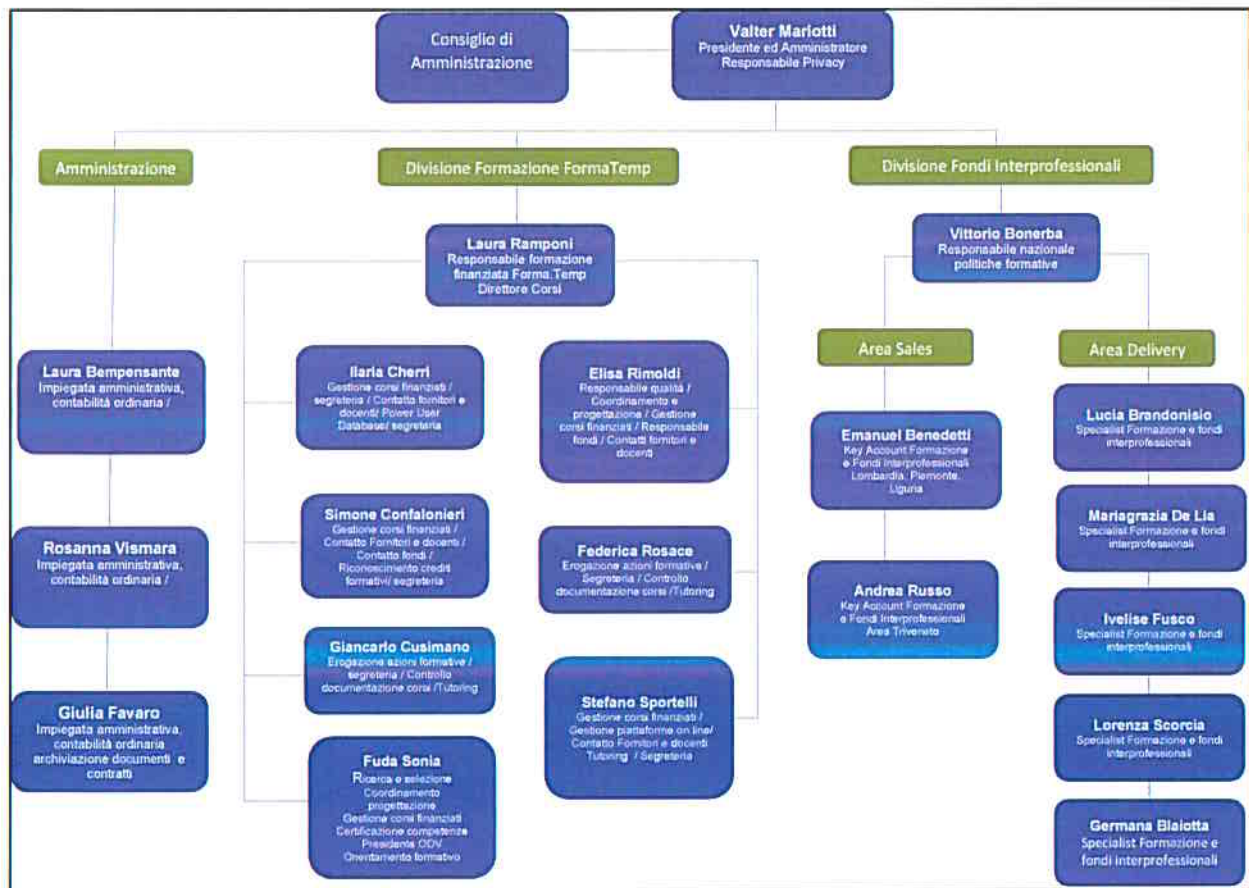 Consiglio di
Amministrazione
Valter Mariotti
Presidente ed Amministratore
Responsabile Privacy
Amministrazione
Divisione Formazione FormaTemp
Divisione Fondi Interprofessionali
Laura Bempensante
Impiegata amministrativa,
contabilità ordinaria /
Rosanna Vismara
Impiegata amministrativa,
contabilità ordinaria /
Giulia Favaro
Impiegata amministrativa,
contabilità ordinaria
archiviazione documenti e
contratti
Laura Ramponi
Responsabile formazione
finanziata Forma.Temp
Direttore Corsi
Ilaria Cherri
Gestione corsi finanziati /
segreteria / Contatto fornitori e
docenti/ Power User
Database/ segreteria
Simone Confalonieri
Gestione corsi finanziati /
Contatto Fornitori e docenti /
Contatto fondi /
Riconoscimento crediti
formativi/ segreteria
Giancarlo Cusimano
Erogazione azioni formative /
segreteria / Controllo
documentazione corsi /Tutoring
Fuda Sonia
Ricerca e selezione
Coordinamento
progettazione
Gestione corsi finanziati
Certificazione competenze
Presidente ODV
Orientamento formativo
Elisa Rimoldi
Responsabile qualità /
Coordinamento e
progettazione / Gestione
corsi finanziati / Responsabile
fondi / Contatti fornitori e
docenti
Federica Rosace
Erogazione azioni formative /
Segreteria / Controllo
documentazione corsi /Tutoring
Stefano Sportelli
Gestione corsi finanziati /
Gestione piattaforme on line/
Contatto Fornitori e docenti
Tutoring / Segreteria
Vittorio Bonerba
Responsabile nazionale
politiche formative
Area Sales
Emanuel Benedetti
Key Account Formazione
e Fondi Interprofessionali
Lombardia, Piemonte,
Liguria
Andrea Russo
Key Account Formazione
e Fondi Interprofessionali
Area Triveneto
Area Delivery
Lucia Brandonisio
Specialist Formazione e fondi
interprofessionali
Mariagrazia De Lia
Specialist Formazione e fondi
interprofessionali
Ivelise Fusco
Specialist Formazione e fondi
interprofessionali
Lorenza Scorcia
Specialist Formazione e fondi
interprofessionali
Germana Blaiotta
Specialist Formazione e
fondi interprofessionali